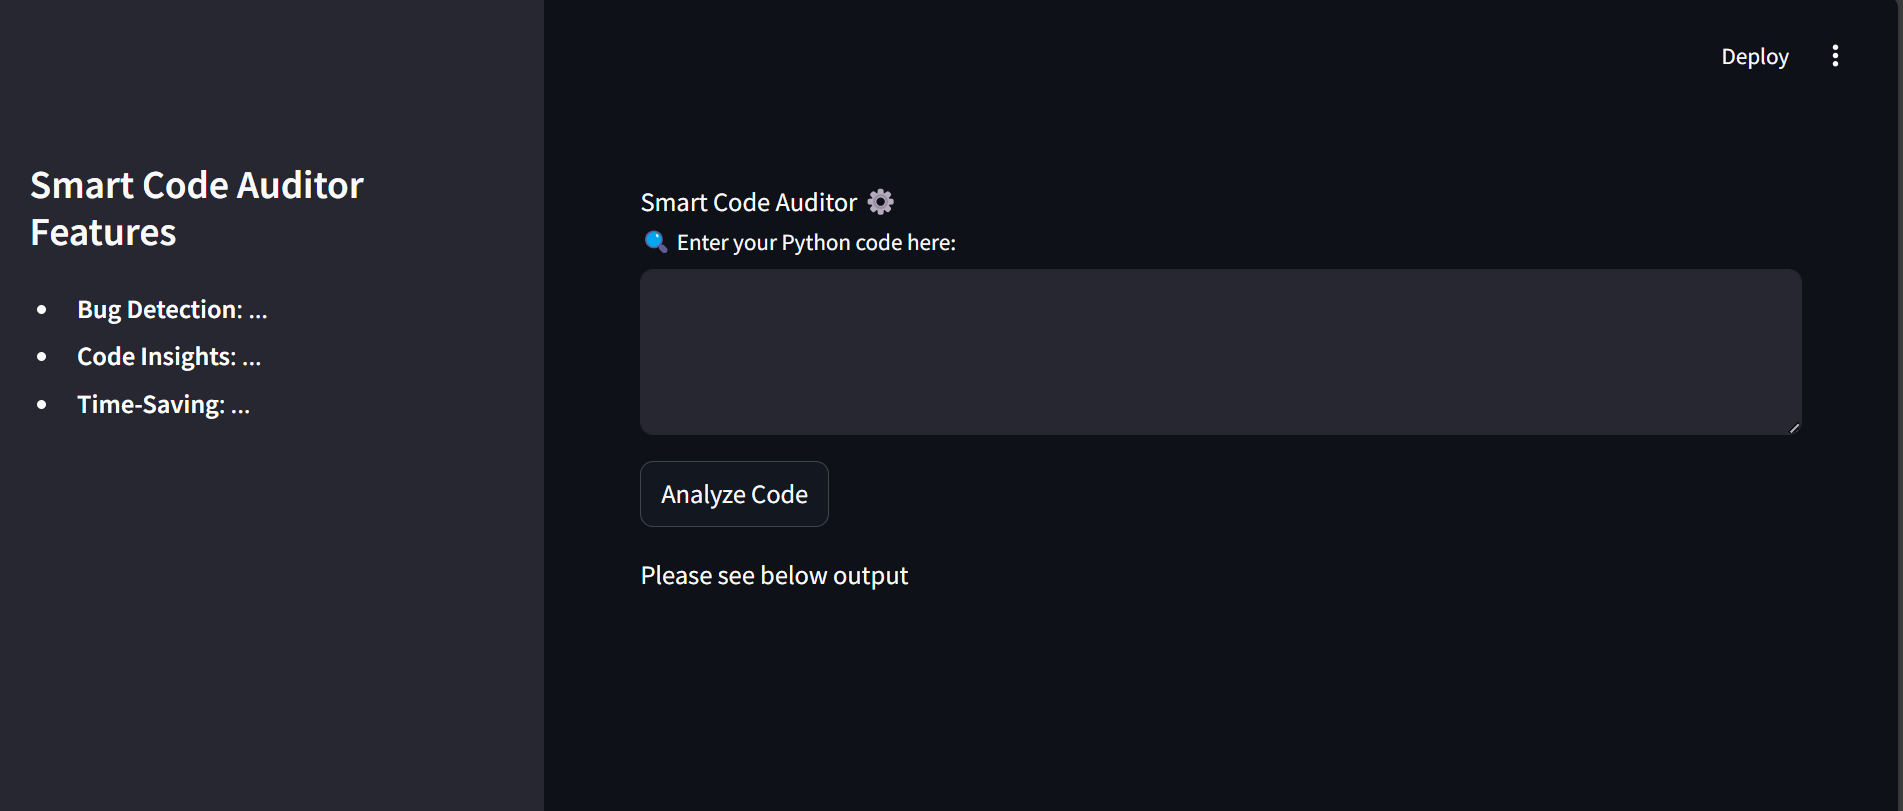 Deploy
Smart Code Auditor
Features
• Bug Detection: ...
• Code Insights: ...
• Time-Saving: ...
Smart Code Auditor ⚙️
🔍 Enter your Python code here:
Analyze Code
Please see below output